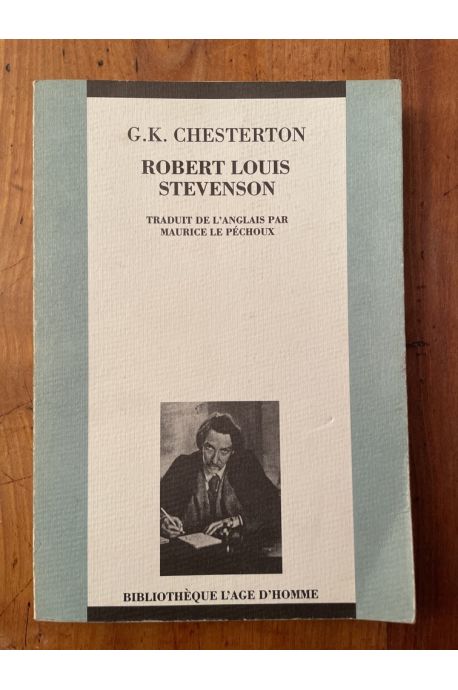 G.K. CHESTERTON
ROBERT LOUIS
STEVENSON
TRADUIT DE L'ANGLAIS PAR
MAURICE LE PÉCHOUX
BIBLIOTHÈQUE L'AGE D'HOMME